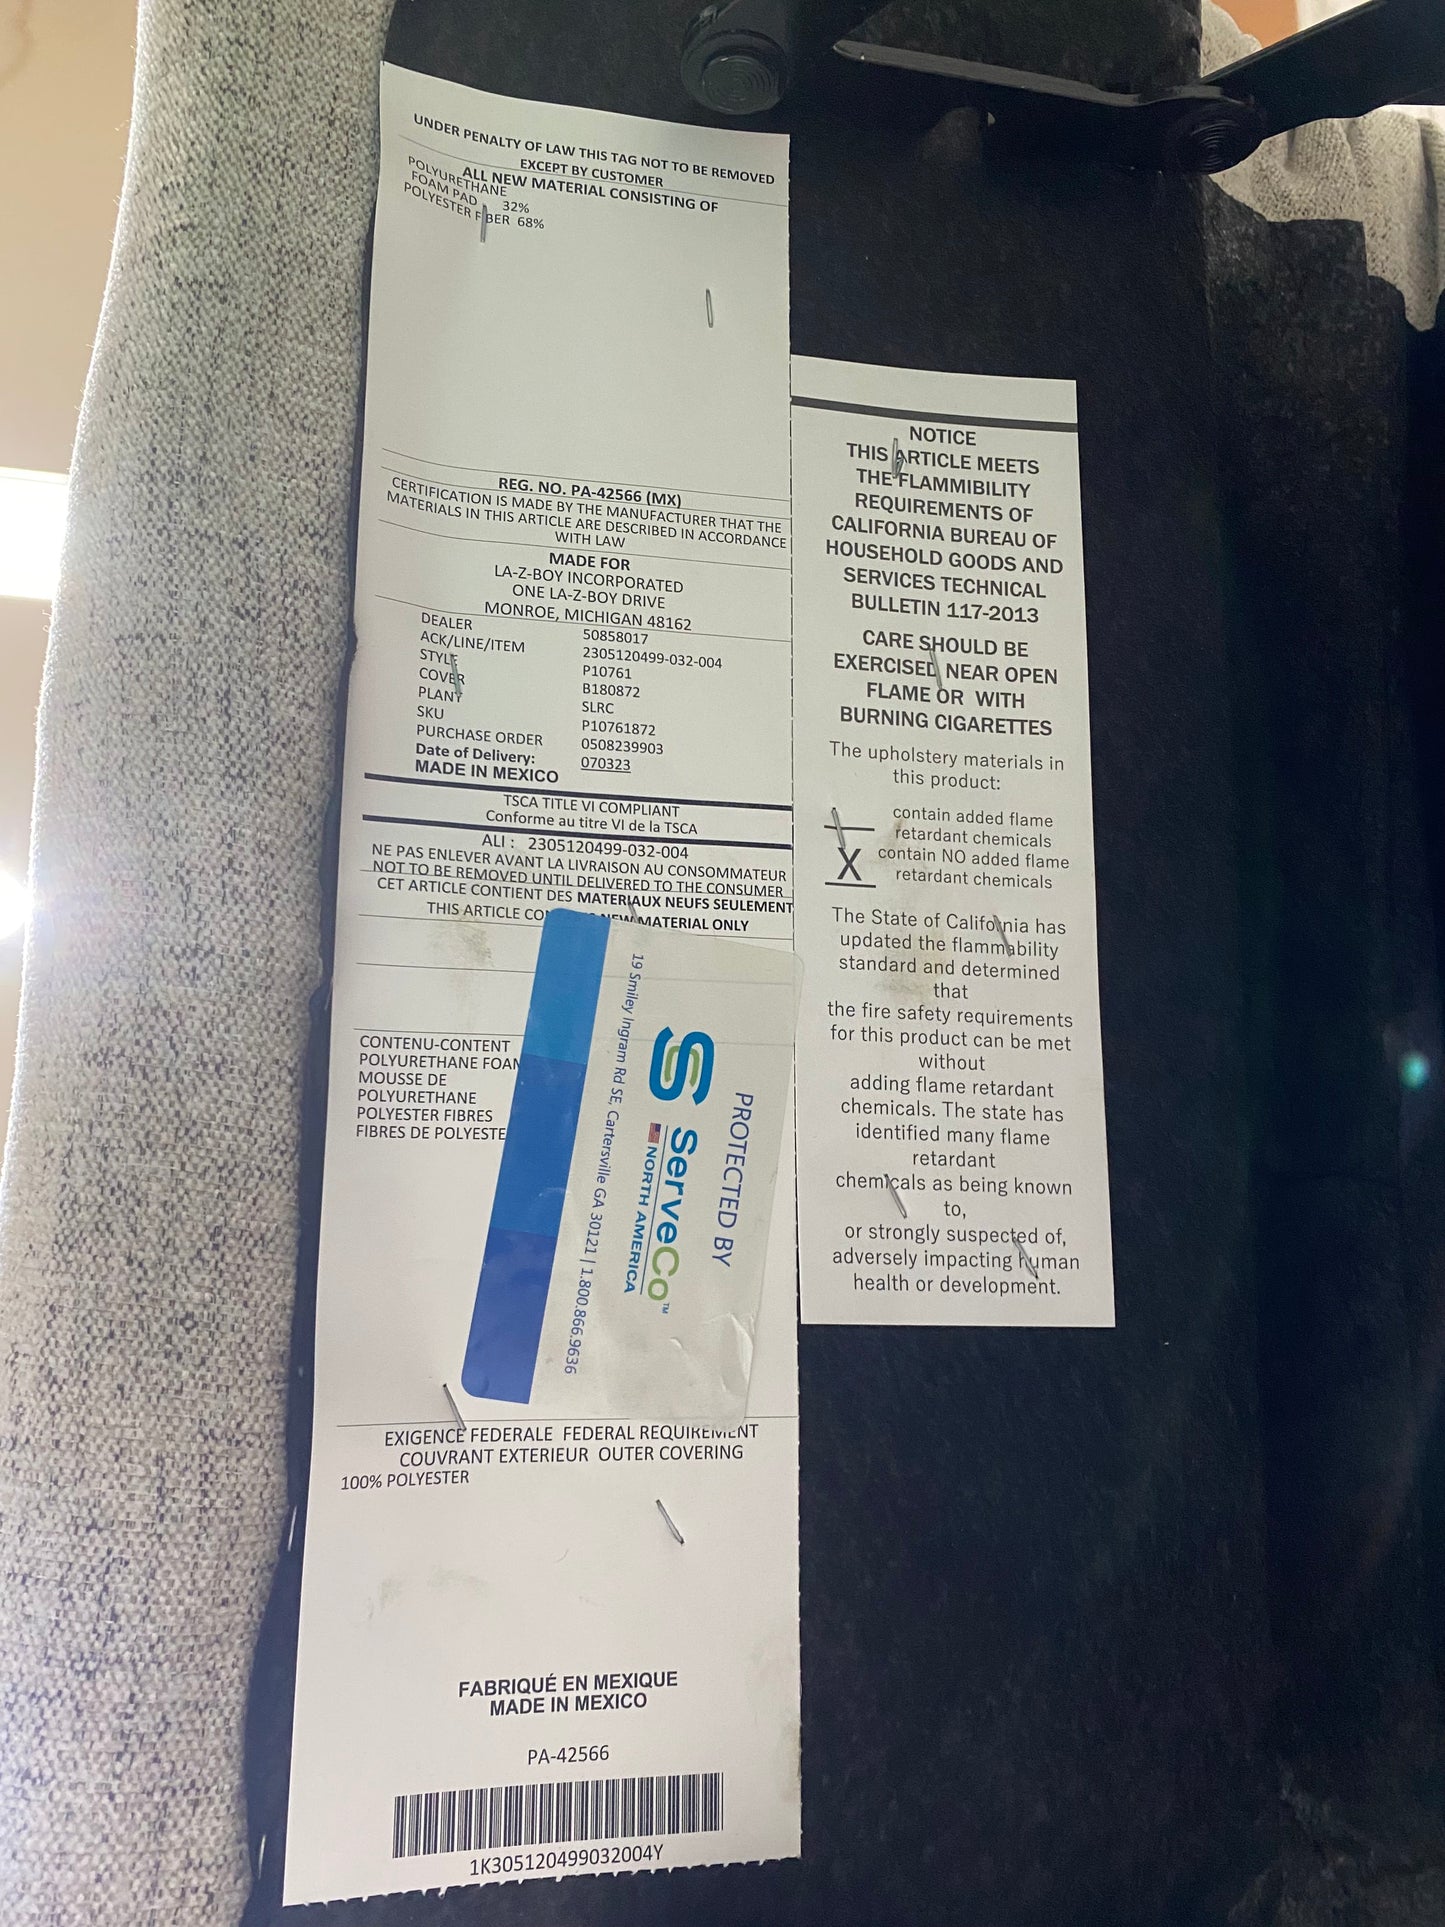 UNDER PENALTY OF LAW THIS TAG NOT TO BE REMOVED
EXCEPT BY CUSTOMER
ALL NEW MATERIAL CONSISTING OF
POLYURETHANE
FOAM PAD 32%
POLYESTER FIBER 68%
REG. NO. PA-42566 (MX)
CERTIFICATION IS MADE BY THE MANUFACTURER THAT THE
MATERIALS IN THIS ARTICLE ARE DESCRIBED IN ACCORDANCE
WITH LAW
MADE FOR
LA-Z-BOY INCORPORATED
ONE LA-Z-BOY DRIVE
MONROE, MICHIGAN 48162
DEALER 50858017
ACK/LINE/ITEM 2305120499-032-004
STYLE P10761
COVER B180872
PLANT SLRC
SKU P10761872
PURCHASE ORDER 0508239903
Date of Delivery: 070323
MADE IN MEXICO
TSCA TITLE VI COMPLIANT
Conforme au titre VI de la TSCA
ALI : 2305120499-032-004
NE PAS ENLEVER AVANT LA LIVRAISON AU CONSOMMATEUR
NOT TO BE REMOVED UNTIL DELIVERED TO THE CONSUMER
CET ARTICLE CONTIENT DES MATERIAUX NEUFS SEULEMENT
THIS ARTICLE NEW MATERIAL ONLY
CONTENU-CONTENT
POLYURETHANE FOAM
MOUSSE DE
POLYURETHANE
POLYESTER FIBRES
FIBRES DE POLYESTE
PROTECTED BY
ServeCo™
NORTH AMERICA
19 Smiley Ingram Rd SE, Cartersville GA 30121 | 1.800.866.9636
EXIGENCE FEDERALE FEDERAL REQUIREMENT
COUVRANT EXTERIEUR OUTER COVERING
100% POLYESTER
FABRIQUÉ EN MEXIQUE
MADE IN MEXICO
PA-42566
1K305120499032004Y
NOTICE
THIS ARTICLE MEETS
THE FLAMMIBILITY
REQUIREMENTS OF
CALIFORNIA BUREAU OF
HOUSEHOLD GOODS AND
SERVICES TECHNICAL
BULLETIN 117-2013
CARE SHOULD BE
EXERCISED NEAR OPEN
FLAME OR WITH
BURNING CIGARETTES
The upholstery materials in
this product:
contain added flame
retardant chemicals
X contain NO added flame
retardant chemicals
The State of California has
updated the flammability
standard and determined
that
the fire safety requirements
for this product can be met
without
adding flame retardant
chemicals. The state has
identified many flame
retardant
chemicals as being known
to,
or strongly suspected of,
adversely impacting human
health or development.